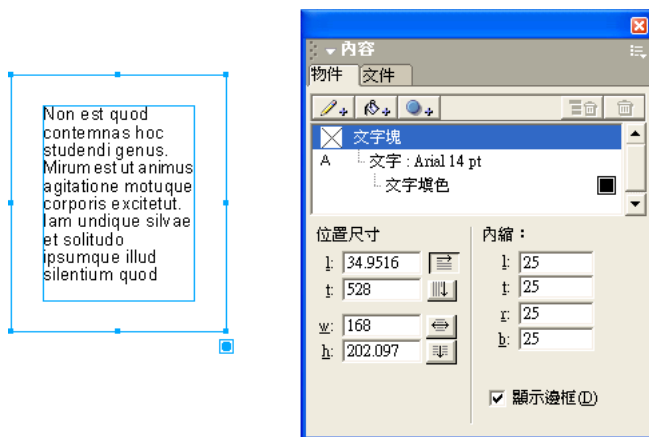 Non est quod
contemnas hoc
studendi genus.
Mirum est ut animus
agitatione motuque
corporis excitetut.
Iam undique silvae
et solitudo
ipsumque illud
silentium quod
內容
物件 文件
文字塊
A 文字 : Arial 14 pt
文字填色
位置尺寸 內縮：
l: 34.9516 l: 25
t: 528 t: 25
r: 25
w: 168 b: 25
h: 202.097
顯示邊框(D)